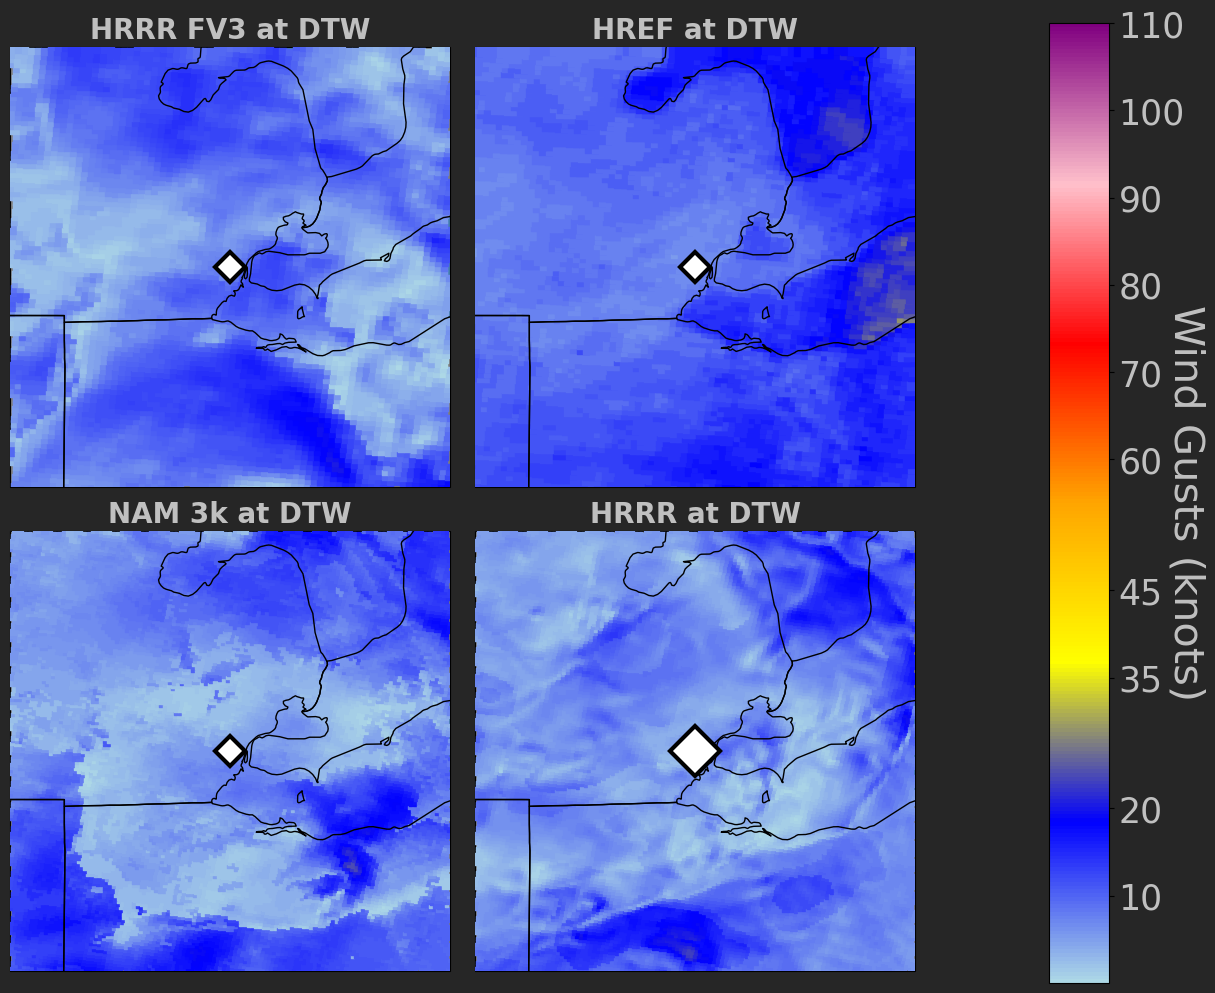 HRRR FV3 at DTW
HREF at DTW
NAM 3k at DTW
HRRR at DTW
110
100
90
80
70
60
45
35
20
10
Wind Gusts (knots)